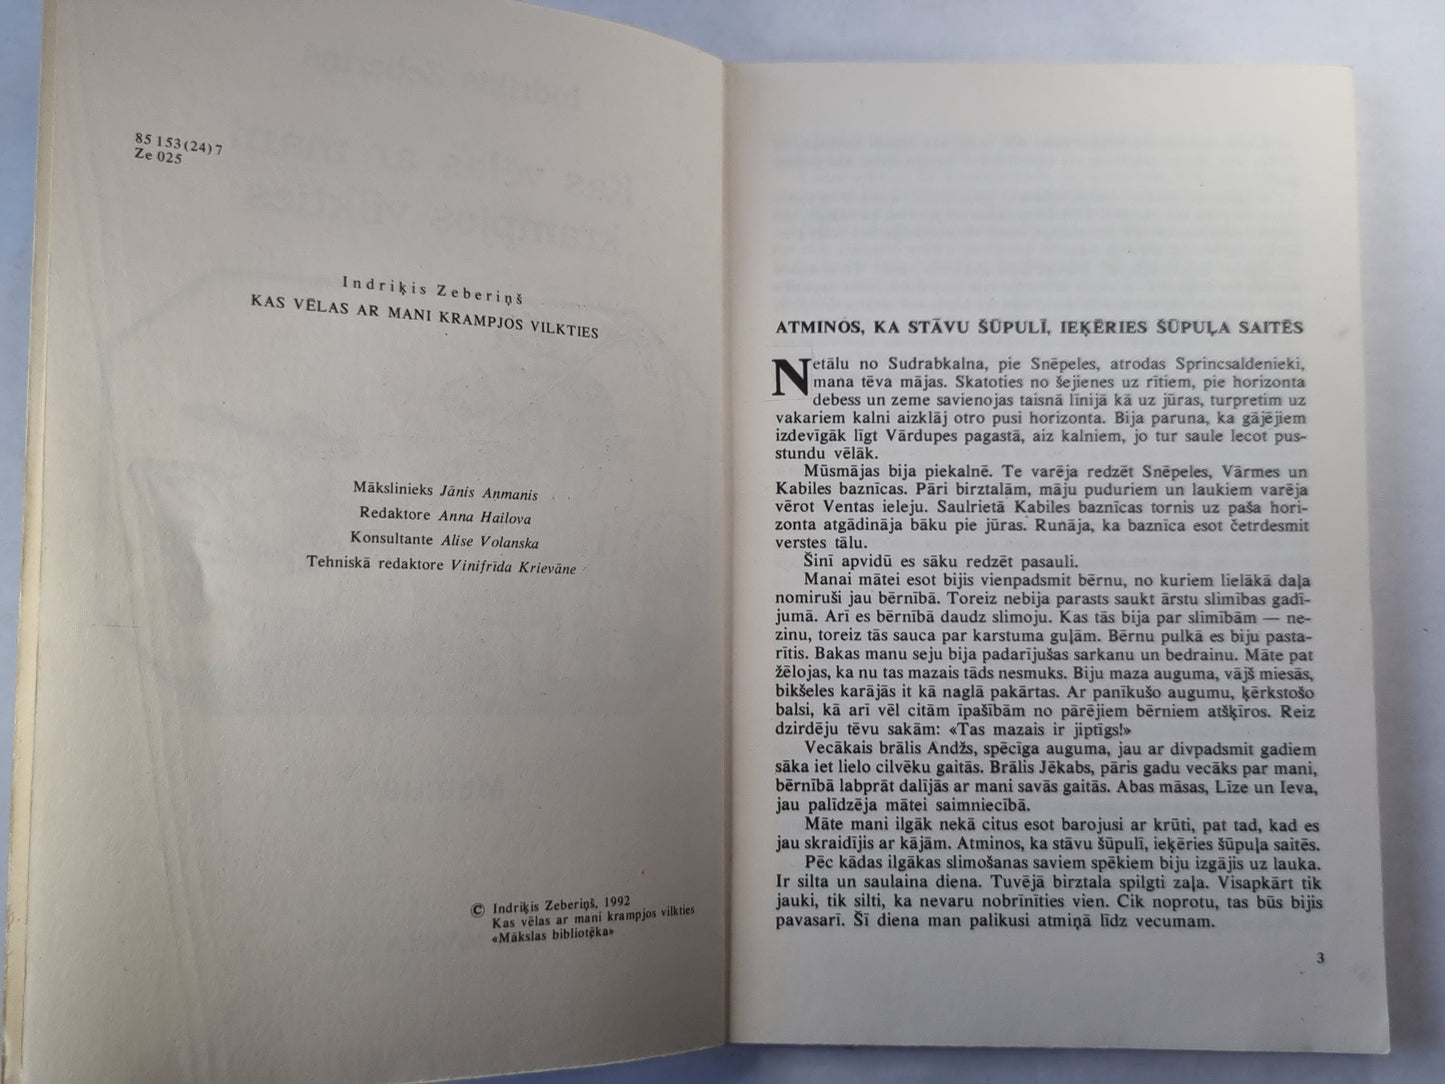 85 153(24)7
Ze 025
Indriķis Zeberiņš
KAS VĒLAS AR MANI KRAMPJOS VILKTIES
Mākslinieks Jānis Anmanis
Redaktore Anna Hailova
Konsultante Alise Volanska
Tehniskā redaktore Vinifrīda Krievāne
© Indriķis Zeberiņš, 1992
Kas vēlas ar mani krampjos vilkties
«Mākslas bibliotēka»
ATMINOS, KA STĀVU ŠŪPULĪ, IEĶĒRIES ŠŪPUĻA SAITĒS
Netālu no Sudrabkalna, pie Snēpeles, atrodas Sprincsaldenieki,
mana tēva mājas. Skatoties no šejienes uz rītiem, pie horizonta
debess un zeme savienojas taisnā līnijā kā uz jūras, turpretim uz
vakariem kalni aizklāj otro pusi horizonta. Bija paruna, ka gājējiem
izdevīgāk līgt Vārdupes pagastā, aiz kalniem, jo tur saule lecot pus-
stundu vēlāk.
Mūsmājas bija piekalnē. Te varēja redzēt Snēpeles, Vārmes un
Kabiles baznīcas. Pāri birztalām, māju puduriem un laukiem varēja
vērot Ventas ieleju. Saulrietā Kabiles baznīcas tornis uz paša hori-
zonta atgādināja bāku pie jūras. Runāja, ka baznīca esot četrdesmit
verstes tālu.
Šinī apvidū es sāku redzēt pasauli.
Manai mātei esot bijis vienpadsmit bērnu, no kuriem lielākā daļa
nomiruši jau bērnībā. Toreiz nebija parasts saukt ārstu slimības gadī-
jumā. Arī es bērnībā daudz slimoju. Kas tās bija par slimībām — ne-
zinu, toreiz tās sauca par karstuma guļām. Bērnu pulkā es biju pasta-
rītis. Bakas manu seju bija padarījušas sarkanu un bedrainu. Māte pat
žēlojas, ka nu tas mazais tāds nesmuks. Biju maza auguma, vājš miesās,
bikšeles karājās it kā naglā pakārtas. Ar panīkušo augumu, ķērkstošo
balsi, kā arī vēl citām īpašībām no pārējiem bērniem atšķīros. Reiz
dzirdēju tēvu sakām: «Tas mazais ir jiptīgs!»
Vecākais brālis Andžs, spēcīga auguma, jau ar divpadsmit gadiem
sāka iet lielo cilvēku gaitās. Brālis Jēkabs, pāris gadu vecāks par mani,
bērnībā labprāt dalījās ar mani savās gaitās. Abas māsas, Līze un Ieva,
jau palīdzēja mātei saimniecībā.
Māte mani ilgāk nekā citus esot barojusi ar krūti, pat tad, kad es
jau skraidījis ar kājām. Atminos, ka stāvu šūpulī, ieķēries šūpuļa saitēs.
Pēc kādas ilgākas slimošanas saviem spēkiem biju izgājis uz lauka.
Ir silta un saulaina diena. Tuvējā birztala spilgti zaļa. Visapkārt tik
jauki, tik silti, ka nevaru nobrīnīties vien. Cik noprotu, tas būs bijis
pavasarī. Šī diena man palikusi atmiņā līdz vecumam.
3